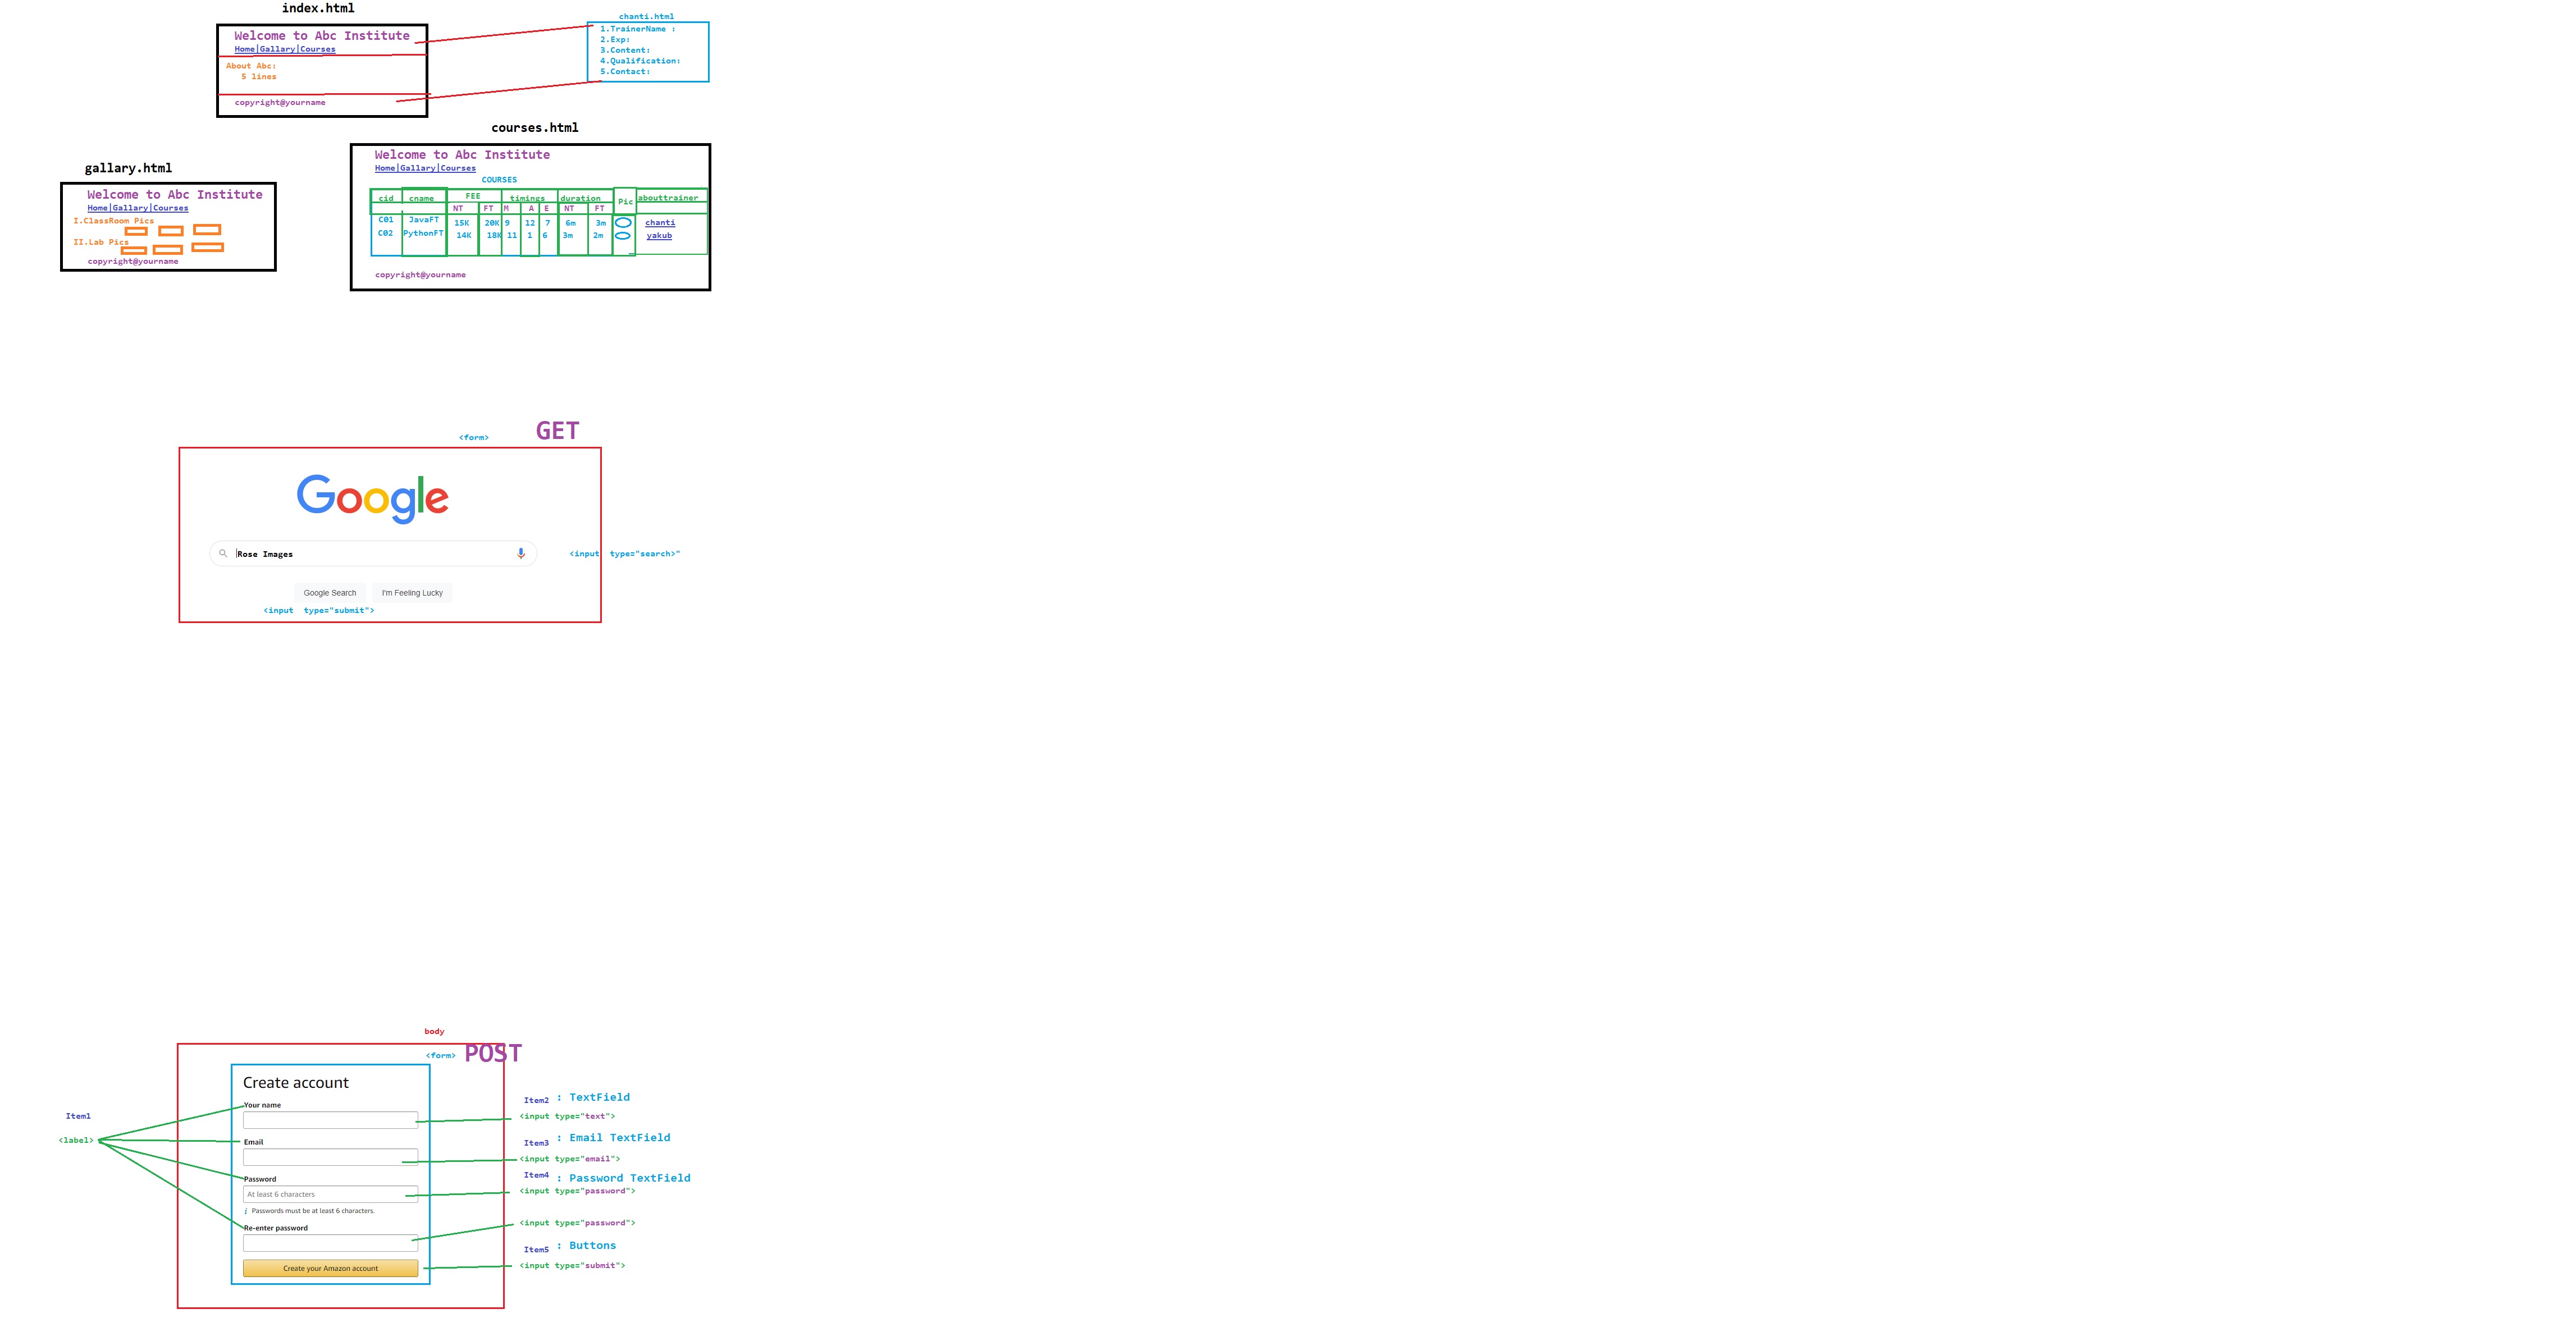 index.html
Welcome to Abc Institute
Home|Gallary|Courses
About Abc:
5 lines
copyright@yourname
chanti.html
1.TrainerName :
2.Exp:
3.Content:
4.Qualification:
5.Contact:
gallary.html
Welcome to Abc Institute
Home|Gallary|Courses
I.ClassRoom Pics
II.Lab Pics
copyright@yourname
courses.html
Welcome to Abc Institute
Home|Gallary|Courses
COURSES
cid cname FEE timings duration Pic abouttrainer
NT FT M A E NT FT
C01 JavaFT 15K 20K 9 12 7 6m 3m chanti
C02 PythonFT 14K 18K 11 1 6 3m 2m yakub
copyright@yourname
<form> GET
Google
Rose Images
<input type="search>"
Google Search I'm Feeling Lucky
<input type="submit">
body
<form> POST
Create account
Item1
<label>
Your name
Item2 : TextField
<input type="text">
Email
Item3 : Email TextField
<input type="email">
Password
Item4 : Password TextField
At least 6 characters
<input type="password">
i Passwords must be at least 6 characters.
Re-enter password
<input type="password">
Item5 : Buttons
Create your Amazon account
<input type="submit">